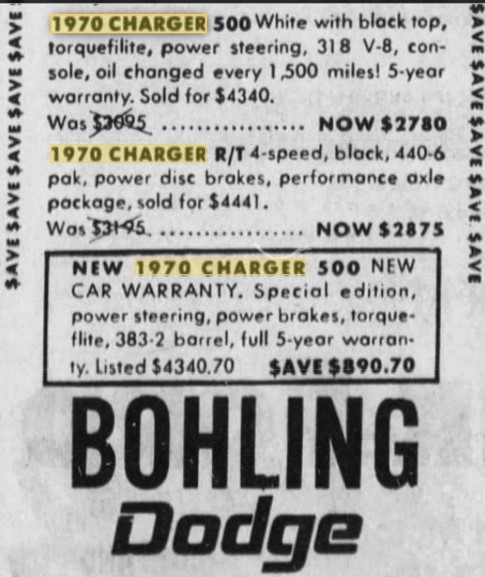 1970 CHARGER 500 White with black top,
torquefilite, power steering, 318 V-8, con-
sole, oil changed every 1,500 miles! 5-year
warranty. Sold for $4340.
Was $3095 ................. NOW $2780
1970 CHARGER R/T 4-speed, black, 440-6
pak, power disc brakes, performance axle
package, sold for $4441.
Was $3195 ................. NOW $2875
NEW 1970 CHARGER 500 NEW
CAR WARRANTY. Special edition,
power steering, power brakes, torque-
flite, 383-2 barrel, full 5-year warran-
ty. Listed $4340.70 $AVE $890.70
BOHLING
Dodge
$AVE $AVE $AVE $AVE $AVE
$AVE $AVE $AVE $AVE. $AVE